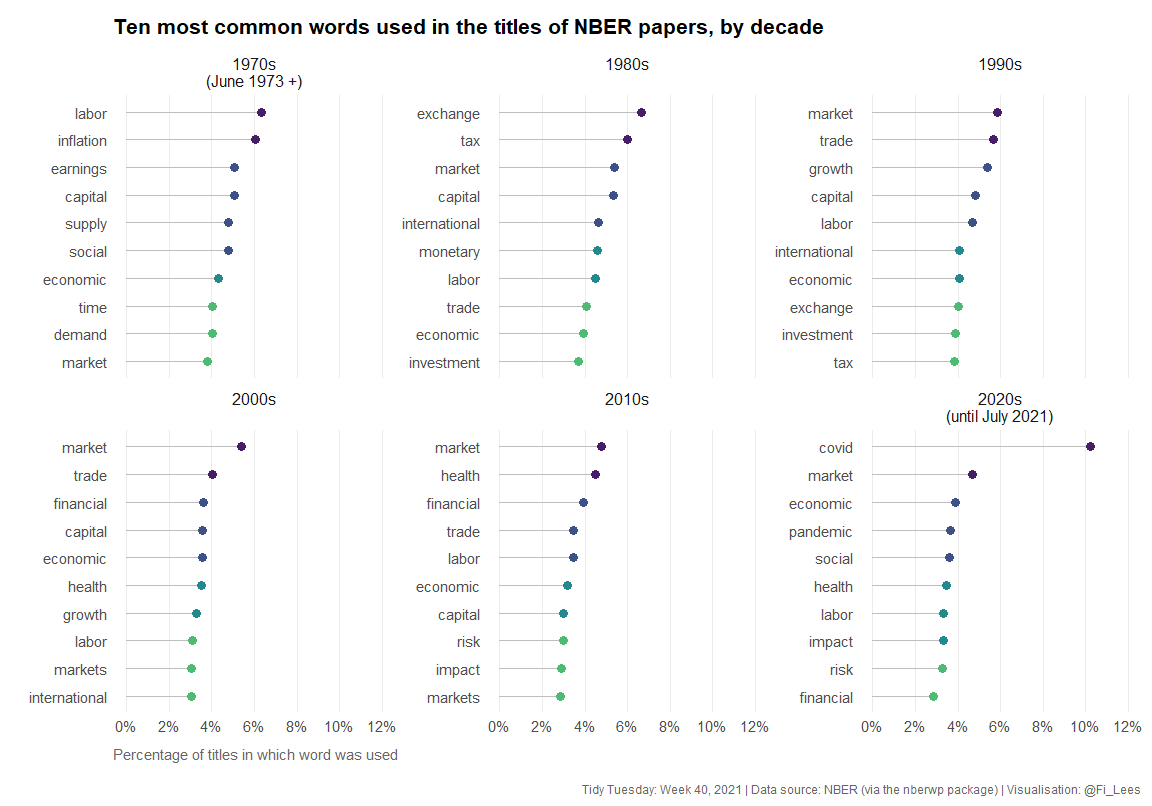 Ten most common words used in the titles of NBER papers, by decade
1970s
(June 1973 +)
labor
inflation
earnings
capital
supply
social
economic
time
demand
market
1980s
exchange
tax
market
capital
international
monetary
labor
trade
economic
investment
1990s
market
trade
growth
capital
labor
international
economic
exchange
investment
tax
2000s
market
trade
financial
capital
economic
health
growth
labor
markets
international
0% 2% 4% 6% 8% 10% 12%
2010s
market
health
financial
trade
labor
economic
capital
risk
impact
markets
0% 2% 4% 6% 8% 10% 12%
2020s
(until July 2021)
covid
market
economic
pandemic
social
health
labor
impact
risk
financial
0% 2% 4% 6% 8% 10% 12%
Percentage of titles in which word was used
Tidy Tuesday: Week 40, 2021 | Data source: NBER (via the nberwp package) | Visualisation: @Fi_Lees